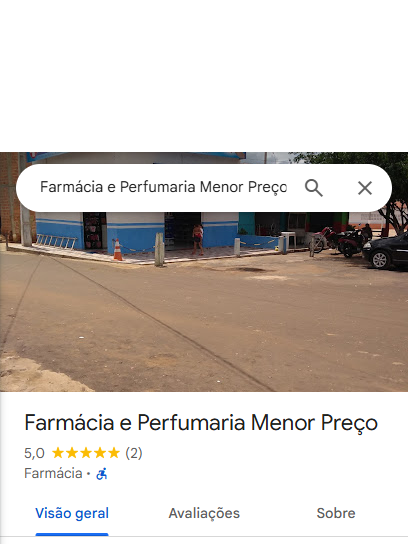 Farmácia e Perfumaria Menor Preço
Farmácia e Perfumaria Menor Preço
5,0 (2)
Farmácia ·
Visão geral Avaliações Sobre